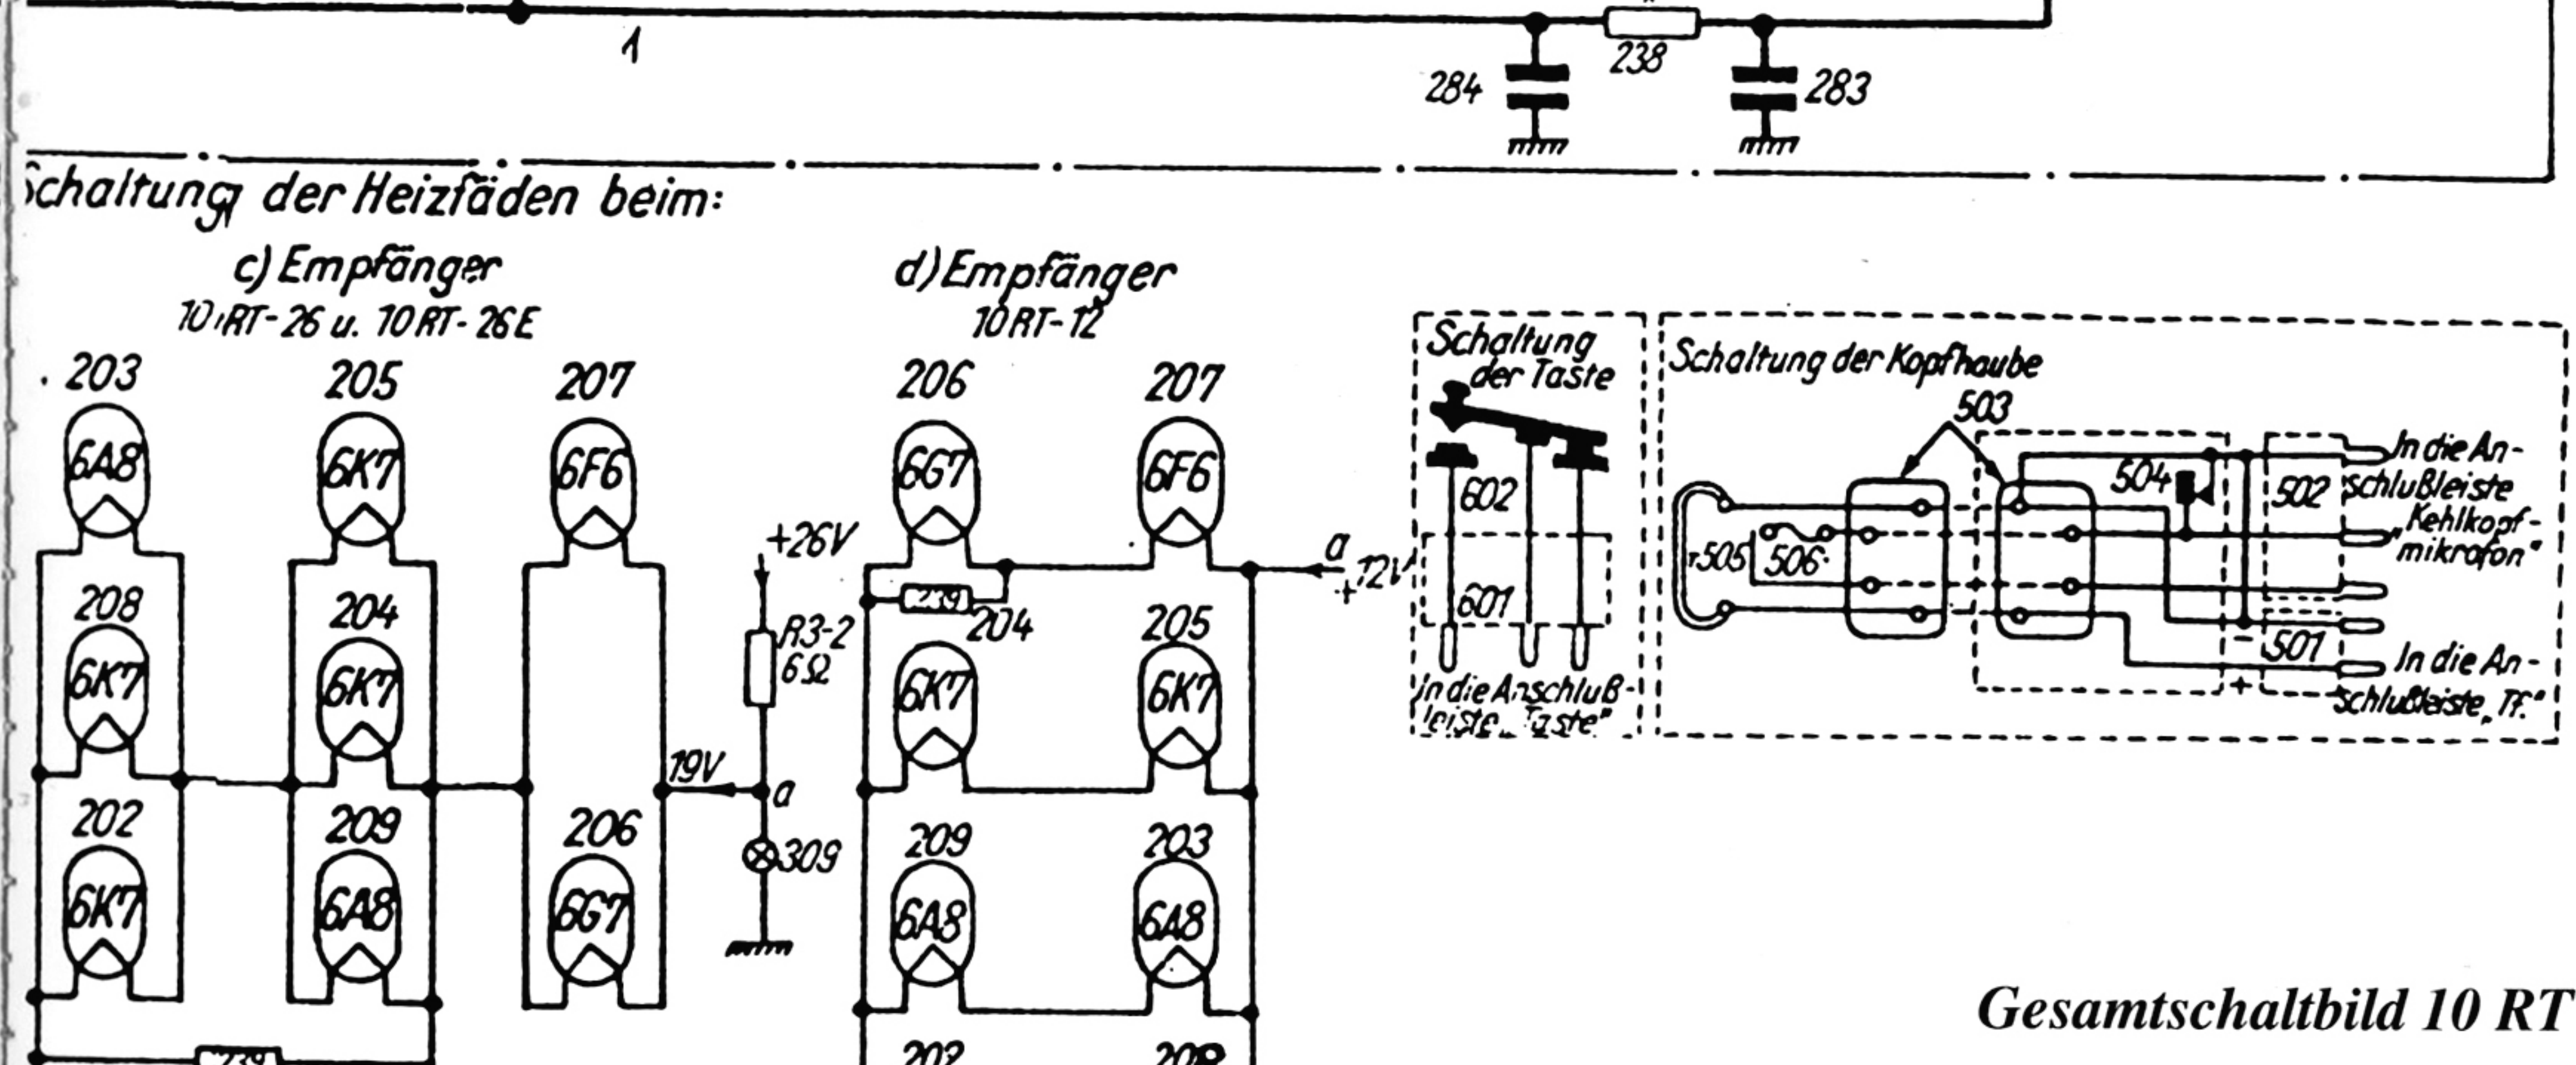 1
238
284
283
Schaltung der Heizfäden beim:
c) Empfänger
10 RT-26 u. 10 RT-26E
d) Empfänger
10 RT-12
203
205
207
6A8
6K7
6F6
208
204
6K7
6K7
202
209
206
6K7
6A8
6G7
239
+26V
R3-2
6Ω
19V
a
309
206
207
6G7
6F6
239
204
205
6K7
6K7
209
203
6A8
6A8
202
208
a
+12V
Schaltung
der Taste
602
601
In die Anschluß-
leiste „Taste"
Schaltung der Kopfhaube
503
504
502
505
506
501
-
+
In die An-
schlußleiste
„Kehlkopf-
mikrofon"
In die An-
schlußleiste „Tf."
Gesamtschaltbild 10 RT